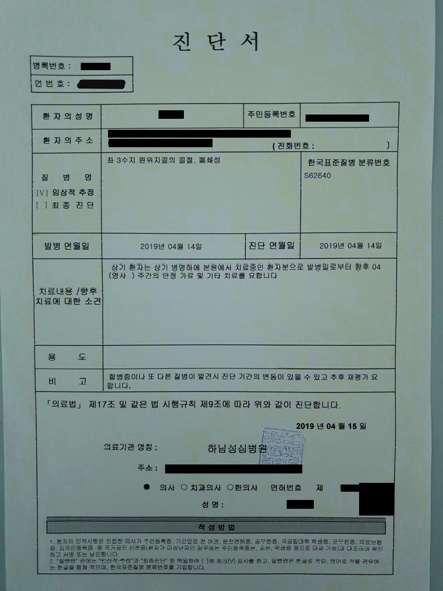 진 단 서
병록번호 :
연 번 호 :
환 자 의 성 명
주민등록번호
환 자 의 주 소
( 전화번호 : )
질 병 명
[V] 임상적 추정
[ ] 최 종 진 단
좌 3수지 원위지골의 골절, 폐쇄성
한국표준질병 분류번호
S62640
발병 연월일
2019년 04월 14일
진단 연월일
2019년 04월 14일
치료내용 /향후
치료에 대한 소견
상기 환자는 상기 병명하에 본원에서 치료중인 환자분으로 발병일로부터 향후 04
주간의 안정 가료 및 기타 치료를 요합니다
용 도
비 고
합병증이나 또 다른 질병이 발견시 진단 기간의 변동이 있을 수 있고 추후 재평가 요
합니다.
「의료법」 제17조 및 같은 법 시행규칙 제9조에 따라 위와 같이 진단합니다.
2019 년 04 월 15 일
의료기관 명칭 :
하남성심병원
주소 :
● 의사 ○ 치과의사 ○ 한의사 면허번호 제
성 명 :
작 성 방 법